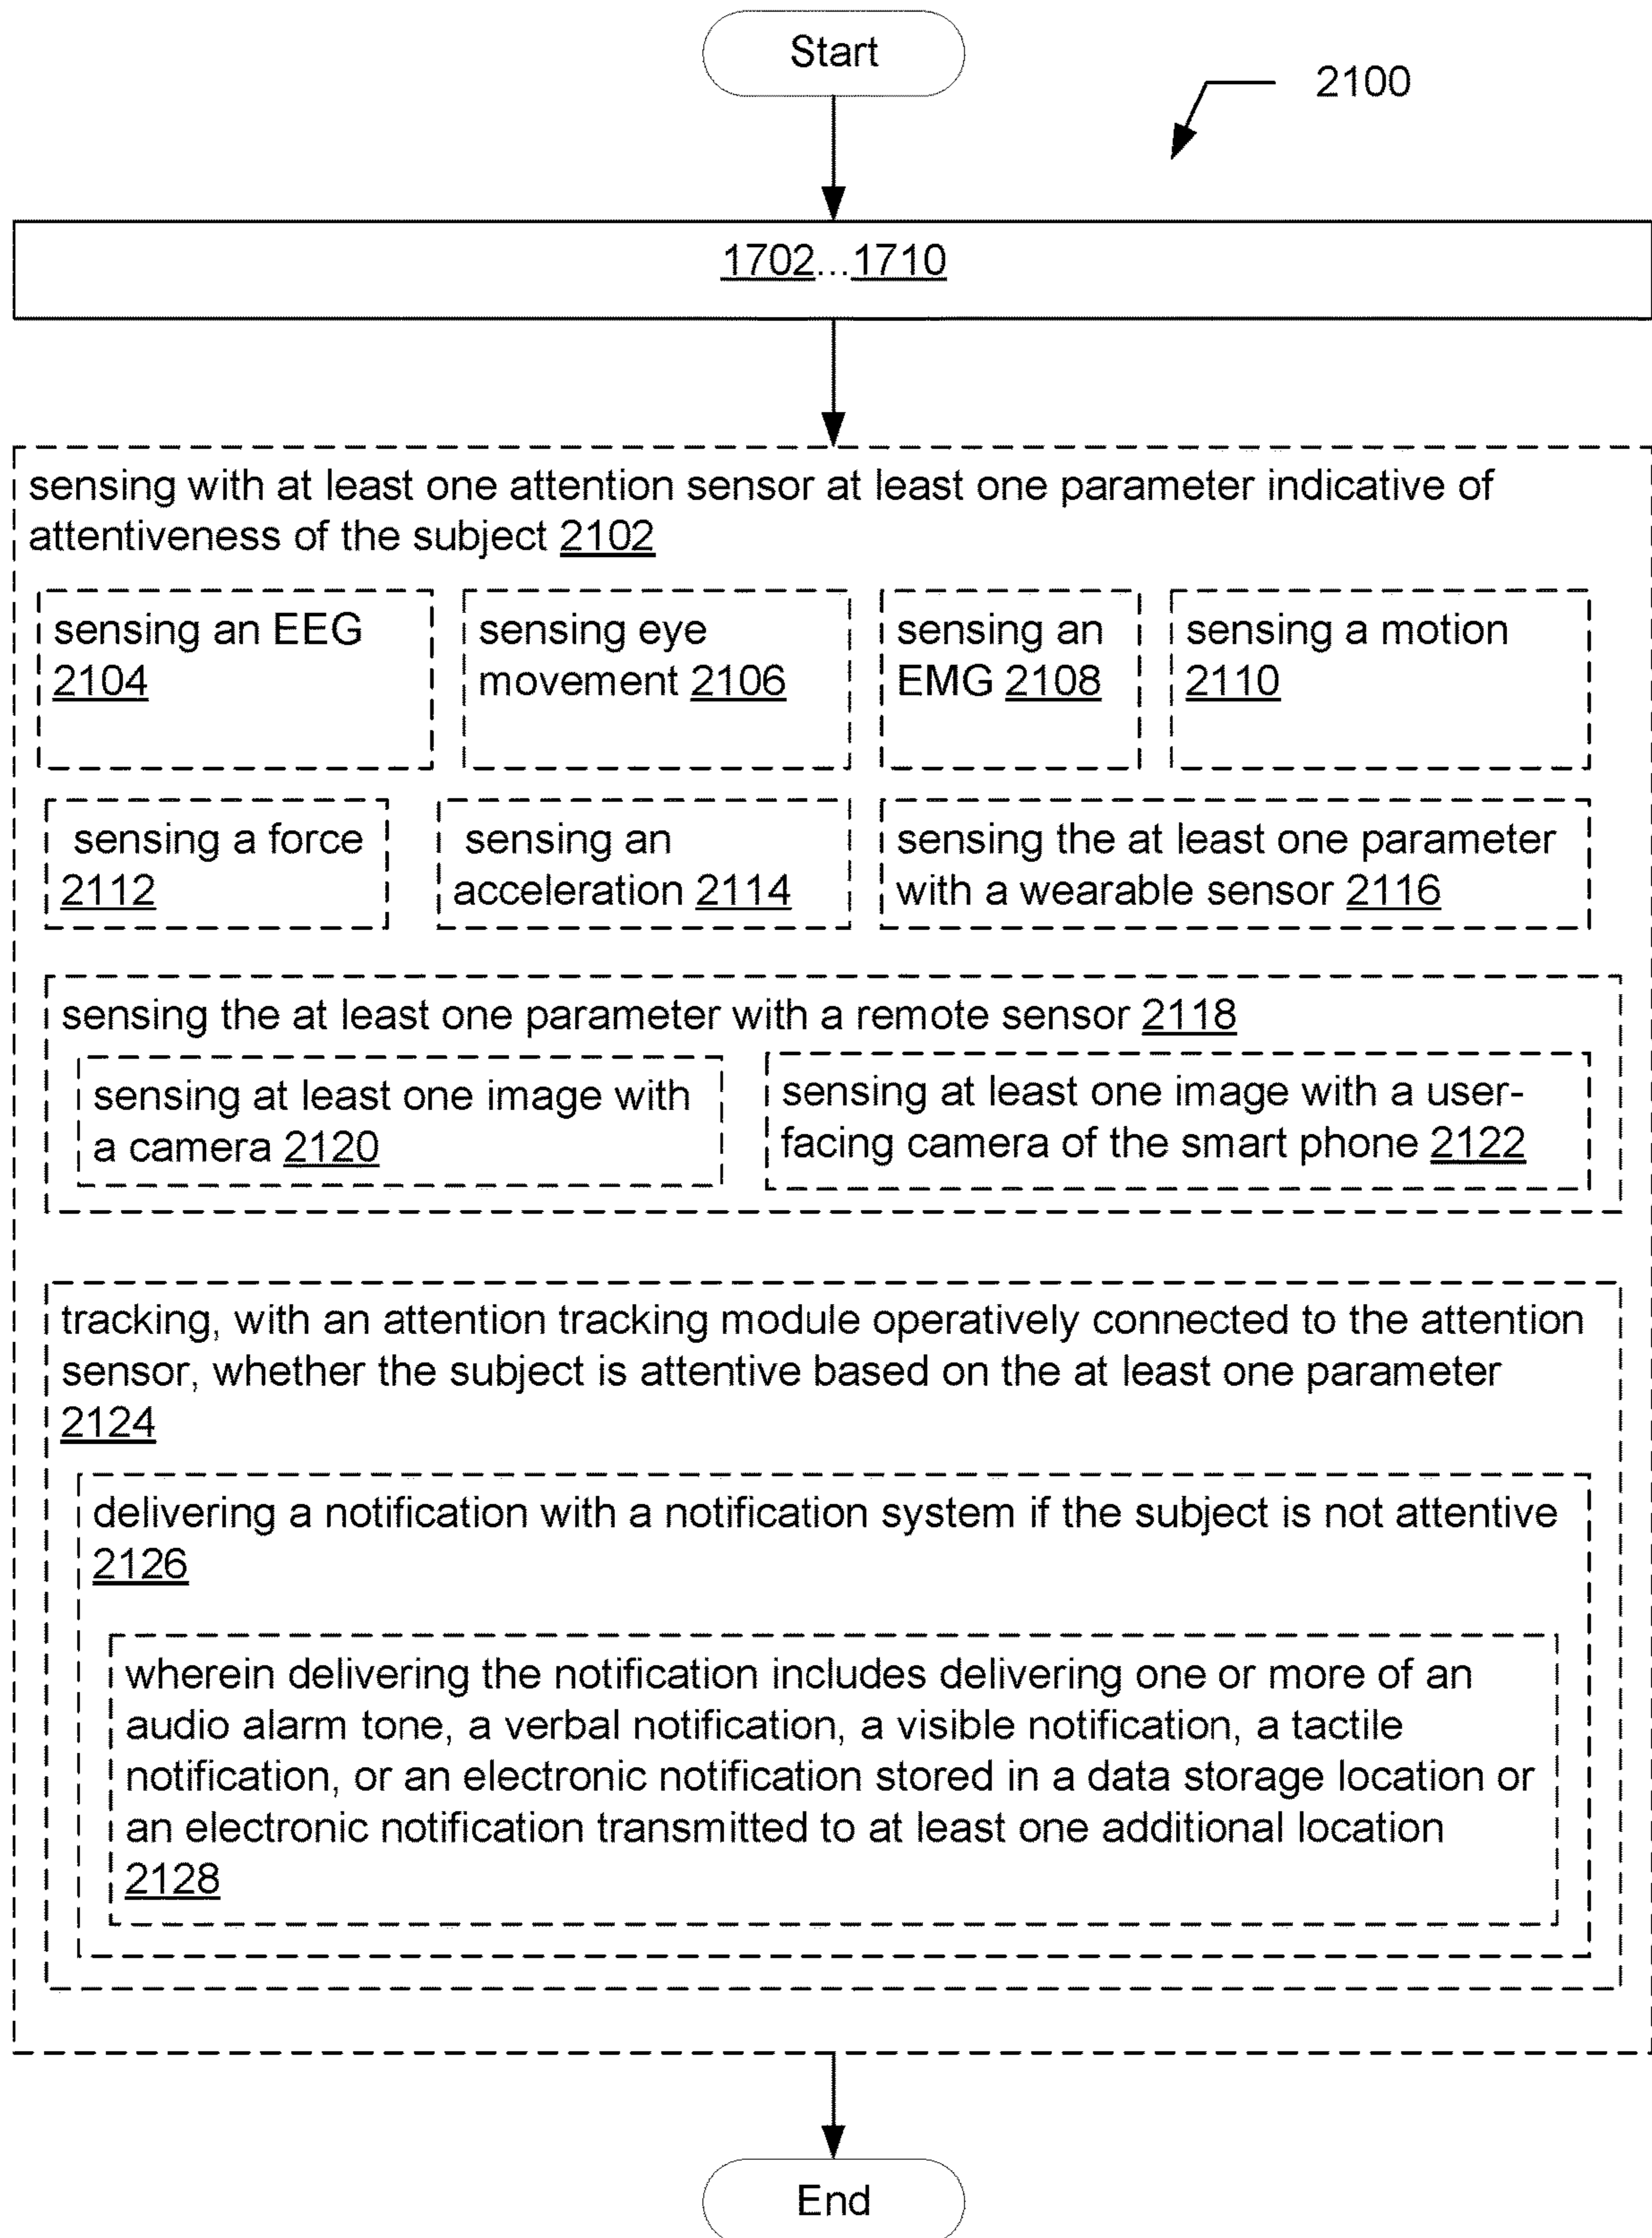 Start
2100
1702...1710
sensing with at least one attention sensor at least one parameter indicative of
attentiveness of the subject 2102
sensing an EEG
2104
sensing eye
movement 2106
sensing an
EMG 2108
sensing a motion
2110
sensing a force
2112
sensing an
acceleration 2114
sensing the at least one parameter
with a wearable sensor 2116
sensing the at least one parameter with a remote sensor 2118
sensing at least one image with
a camera 2120
sensing at least one image with a user-
facing camera of the smart phone 2122
tracking, with an attention tracking module operatively connected to the attention
sensor, whether the subject is attentive based on the at least one parameter
2124
delivering a notification with a notification system if the subject is not attentive
2126
wherein delivering the notification includes delivering one or more of an
audio alarm tone, a verbal notification, a visible notification, a tactile
notification, or an electronic notification stored in a data storage location or
an electronic notification transmitted to at least one additional location
2128
End